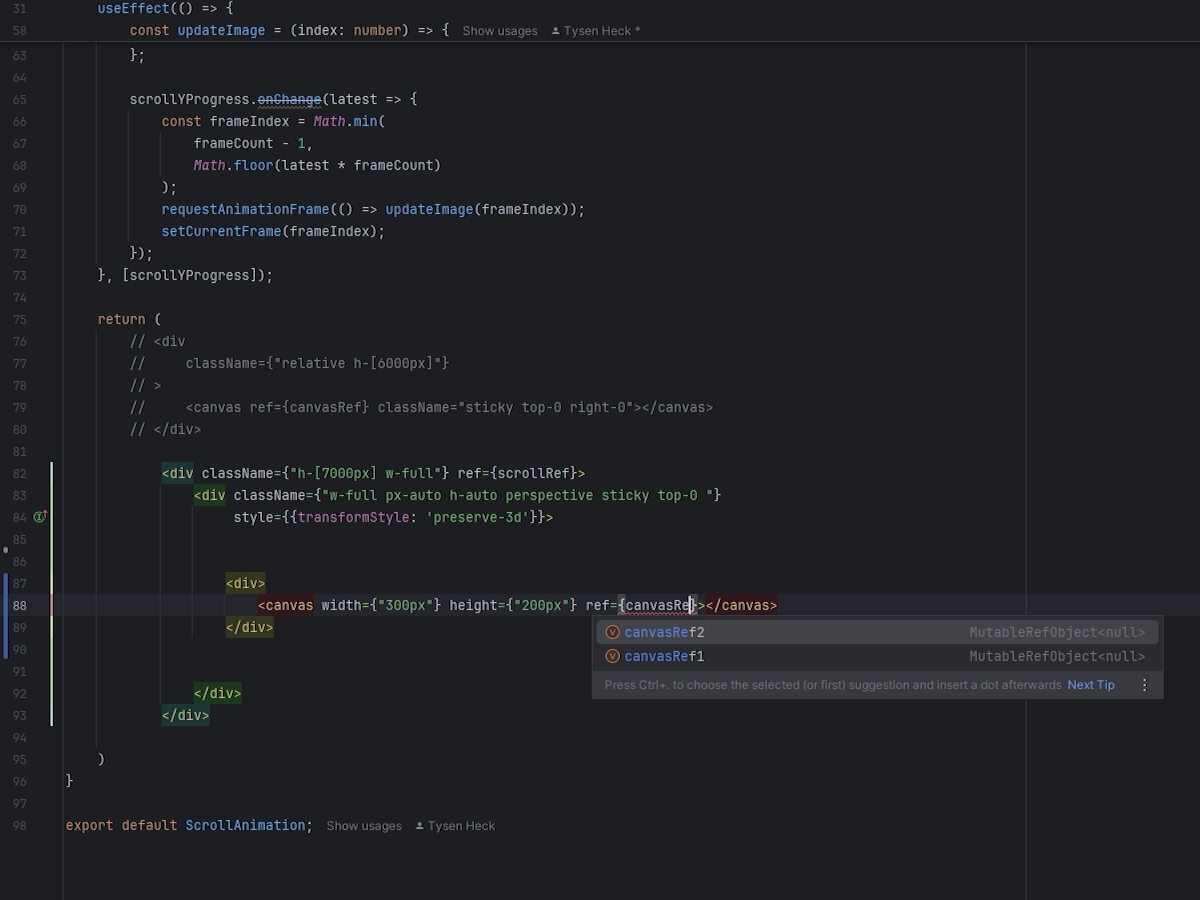 31 useEffect(() => {
58 const updateImage = (index: number) => { Show usages Tysen Heck *
63 };
64
65 scrollYProgress.onChange(latest => {
66 const frameIndex = Math.min(
67 frameCount - 1,
68 Math.floor(latest * frameCount)
69 );
70 requestAnimationFrame(() => updateImage(frameIndex));
71 setCurrentFrame(frameIndex);
72 });
73 }, [scrollYProgress]);
74
75 return (
76 // <div
77 // className={"relative h-[6000px]"}
78 // >
79 // <canvas ref={canvasRef} className="sticky top-0 right-0"></canvas>
80 // </div>
81
82 <div className={"h-[7000px] w-full"} ref={scrollRef}>
83 <div className={"w-full px-auto h-auto perspective sticky top-0 "}
84 style={{transformStyle: 'preserve-3d'}}>
85
86
87 <div>
88 <canvas width={"300px"} height={"200px"} ref={canvasRe}></canvas>
89 </div>
canvasRef2 MutableRefObject<null>
90
canvasRef1 MutableRefObject<null>
91
Press Ctrl+. to choose the selected (or first) suggestion and insert a dot afterwards Next Tip
92 </div>
93 </div>
94
95 )
96 }
97
98 export default ScrollAnimation; Show usages Tysen Heck